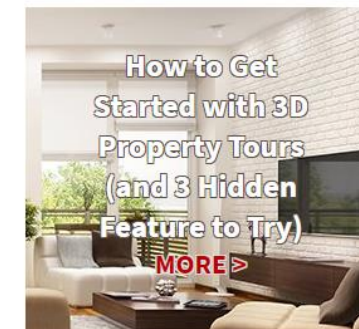 How to Get
Started with 3D
Property Tours
(and 3 Hidden
Feature to Try)
MORE >